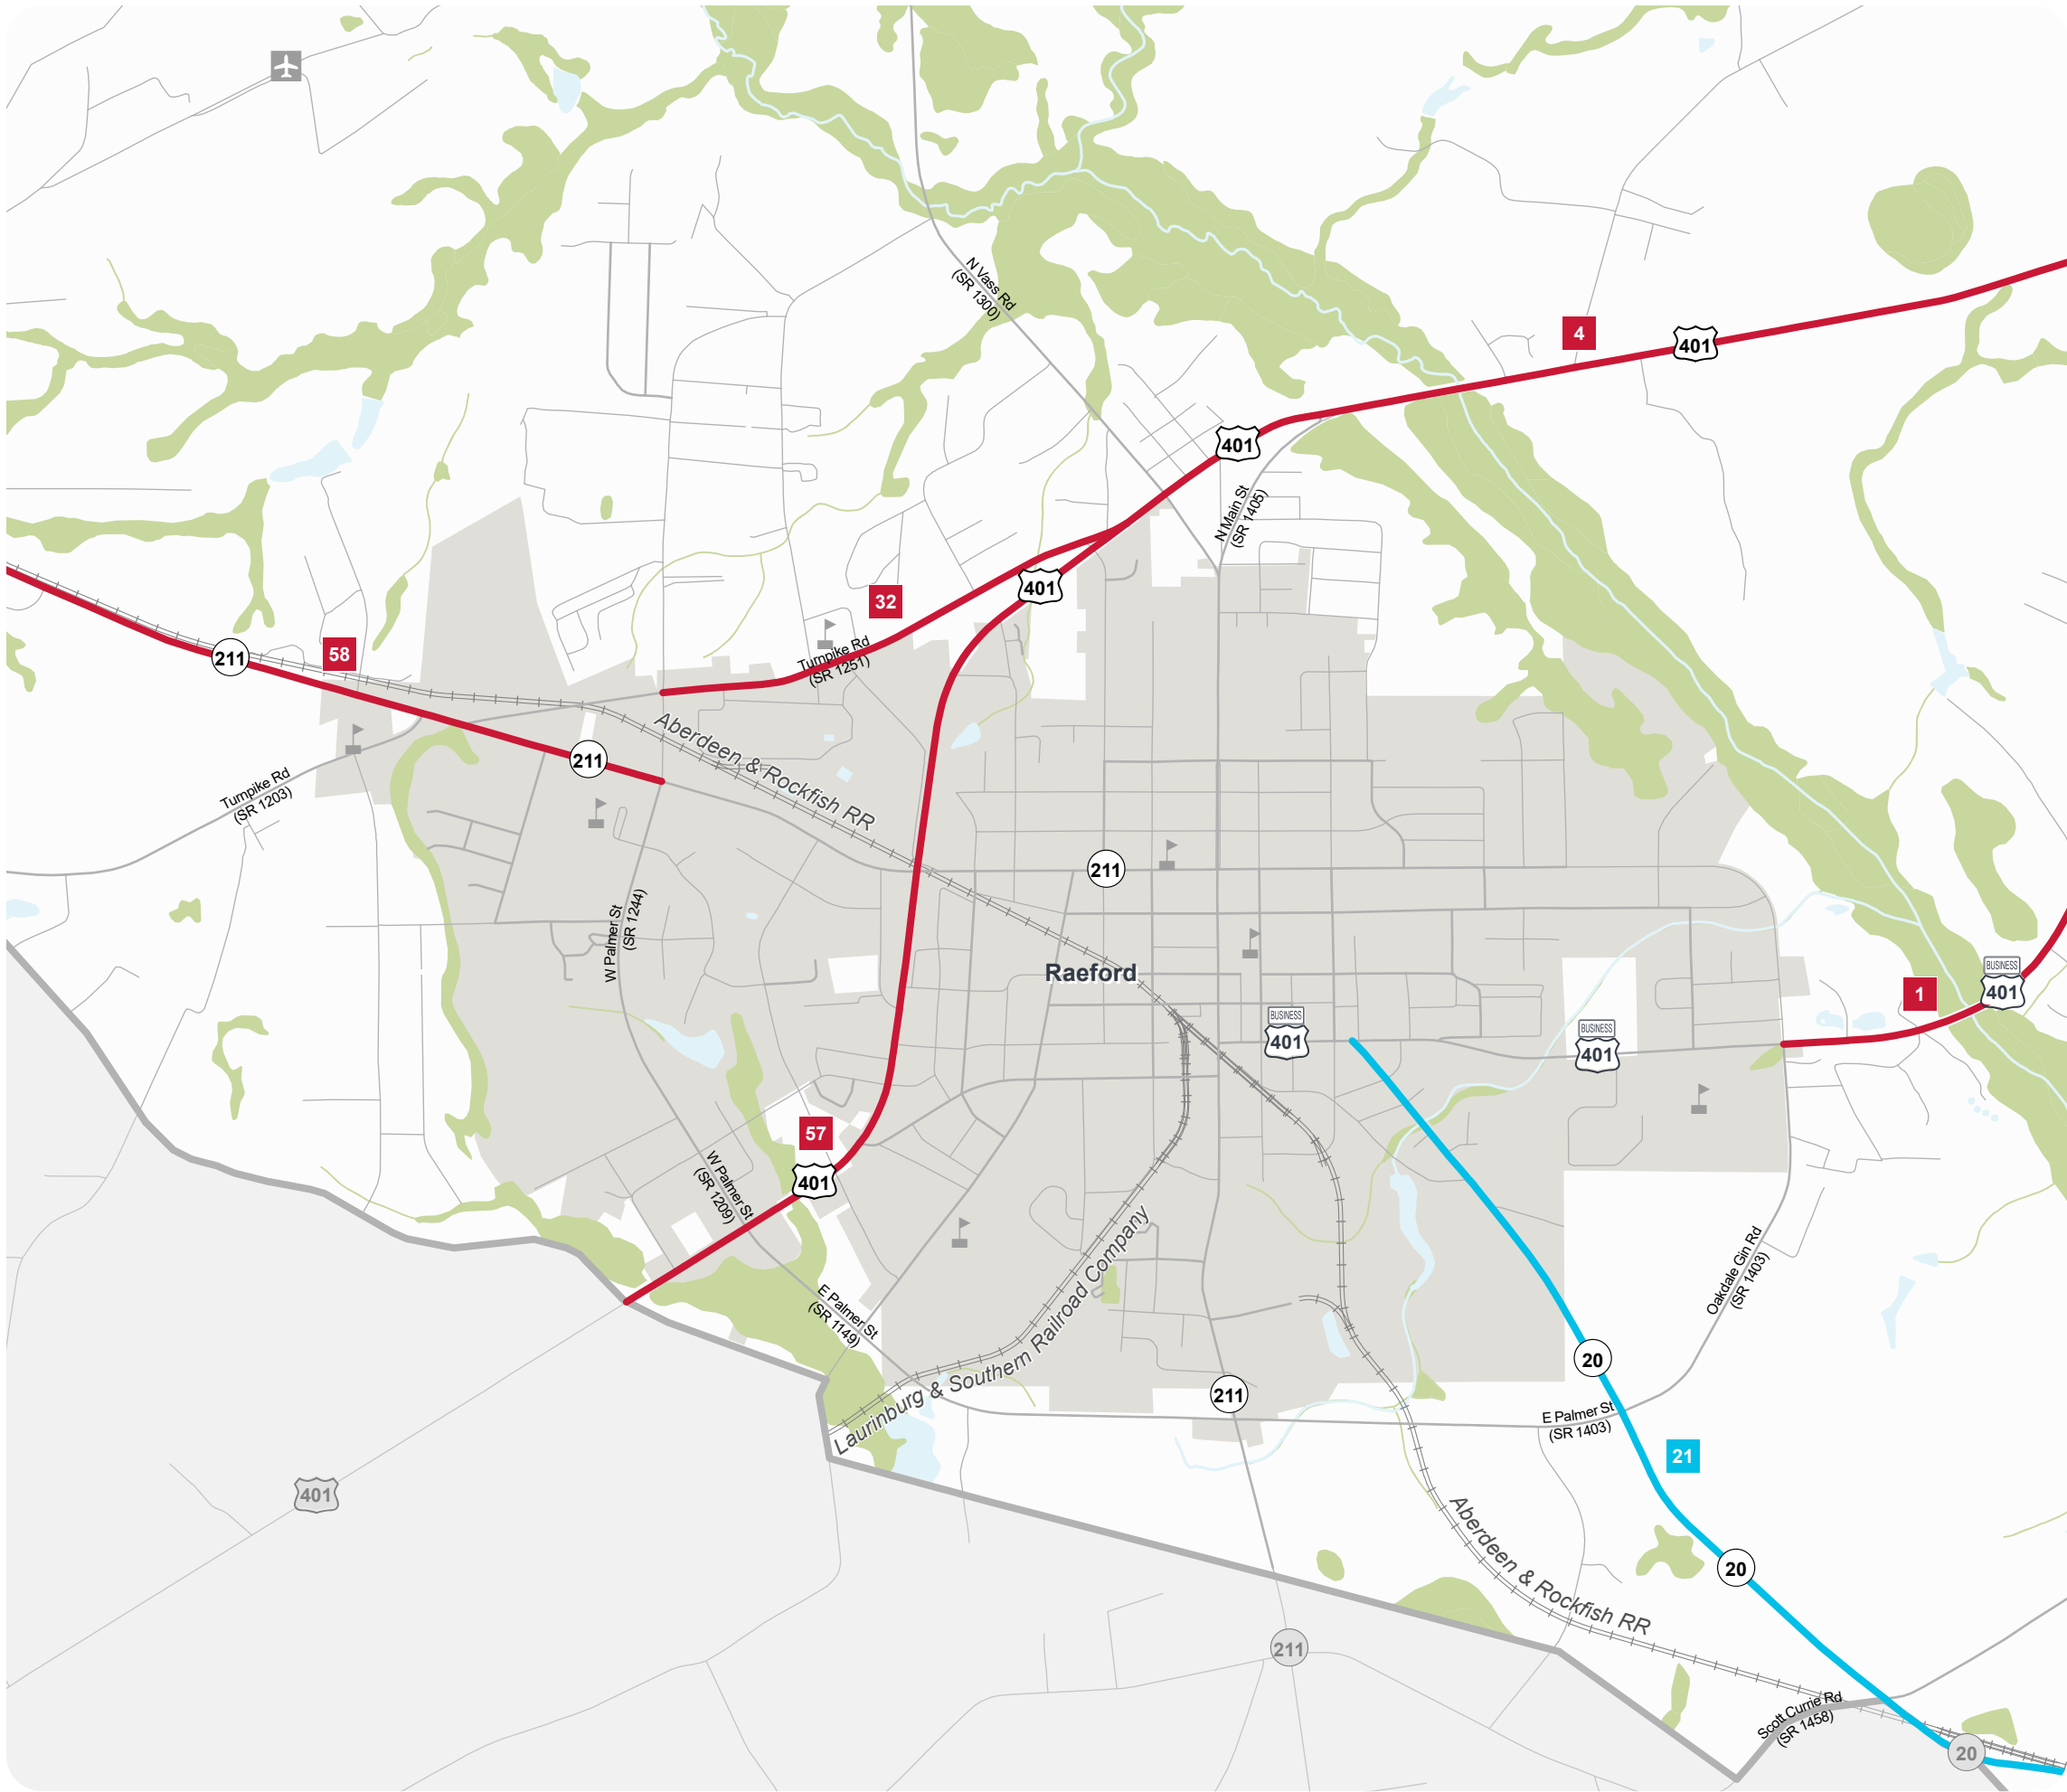 N Vass Rd
(SR 1300)
4
401
401
N Main St
(SR 1405)
401
32
Turnpike Rd
(SR 1251)
211
58
211
Aberdeen & Rockfish RR
Turnpike Rd
(SR 1203)
211
W Palmer St
(SR 1244)
Raeford
BUSINESS
401
BUSINESS
401
1
BUSINESS
401
57
401
W Palmer St
(SR 1209)
E Palmer St
(SR 1149)
Laurinburg & Southern Railroad Company
Oakdale Gin Rd
(SR 1403)
20
211
E Palmer St
(SR 1403)
21
401
20
Aberdeen & Rockfish RR
211
Scott Currie Rd
(SR 1458)
20